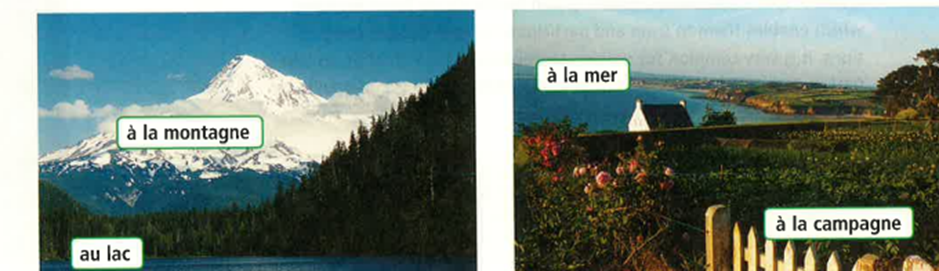 à la montagne
au lac
à la mer
à la campagne